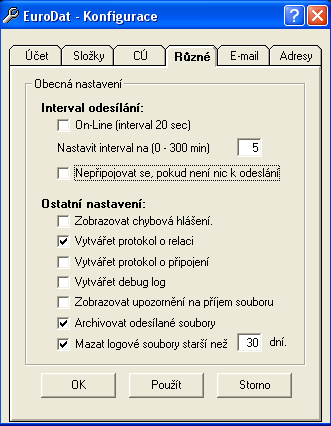 EuroDat - Konfigurace
Účet Složky CÚ Různé E-mail Adresy
Obecná nastavení
Interval odesílání:
On-Line (interval 20 sec)
Nastavit interval na (0 - 300 min) 5
Nepřipojovat se, pokud není nic k odeslání
Ostatní nastavení:
Zobrazovat chybová hlášení.
Vytvářet protokol o relaci
Vytvářet protokol o připojení
Vytvářet debug log
Zobrazovat upozornění na příjem souboru
Archivovat odesílané soubory
Mazat logové soubory starší než 30 dní.
OK Použít Storno